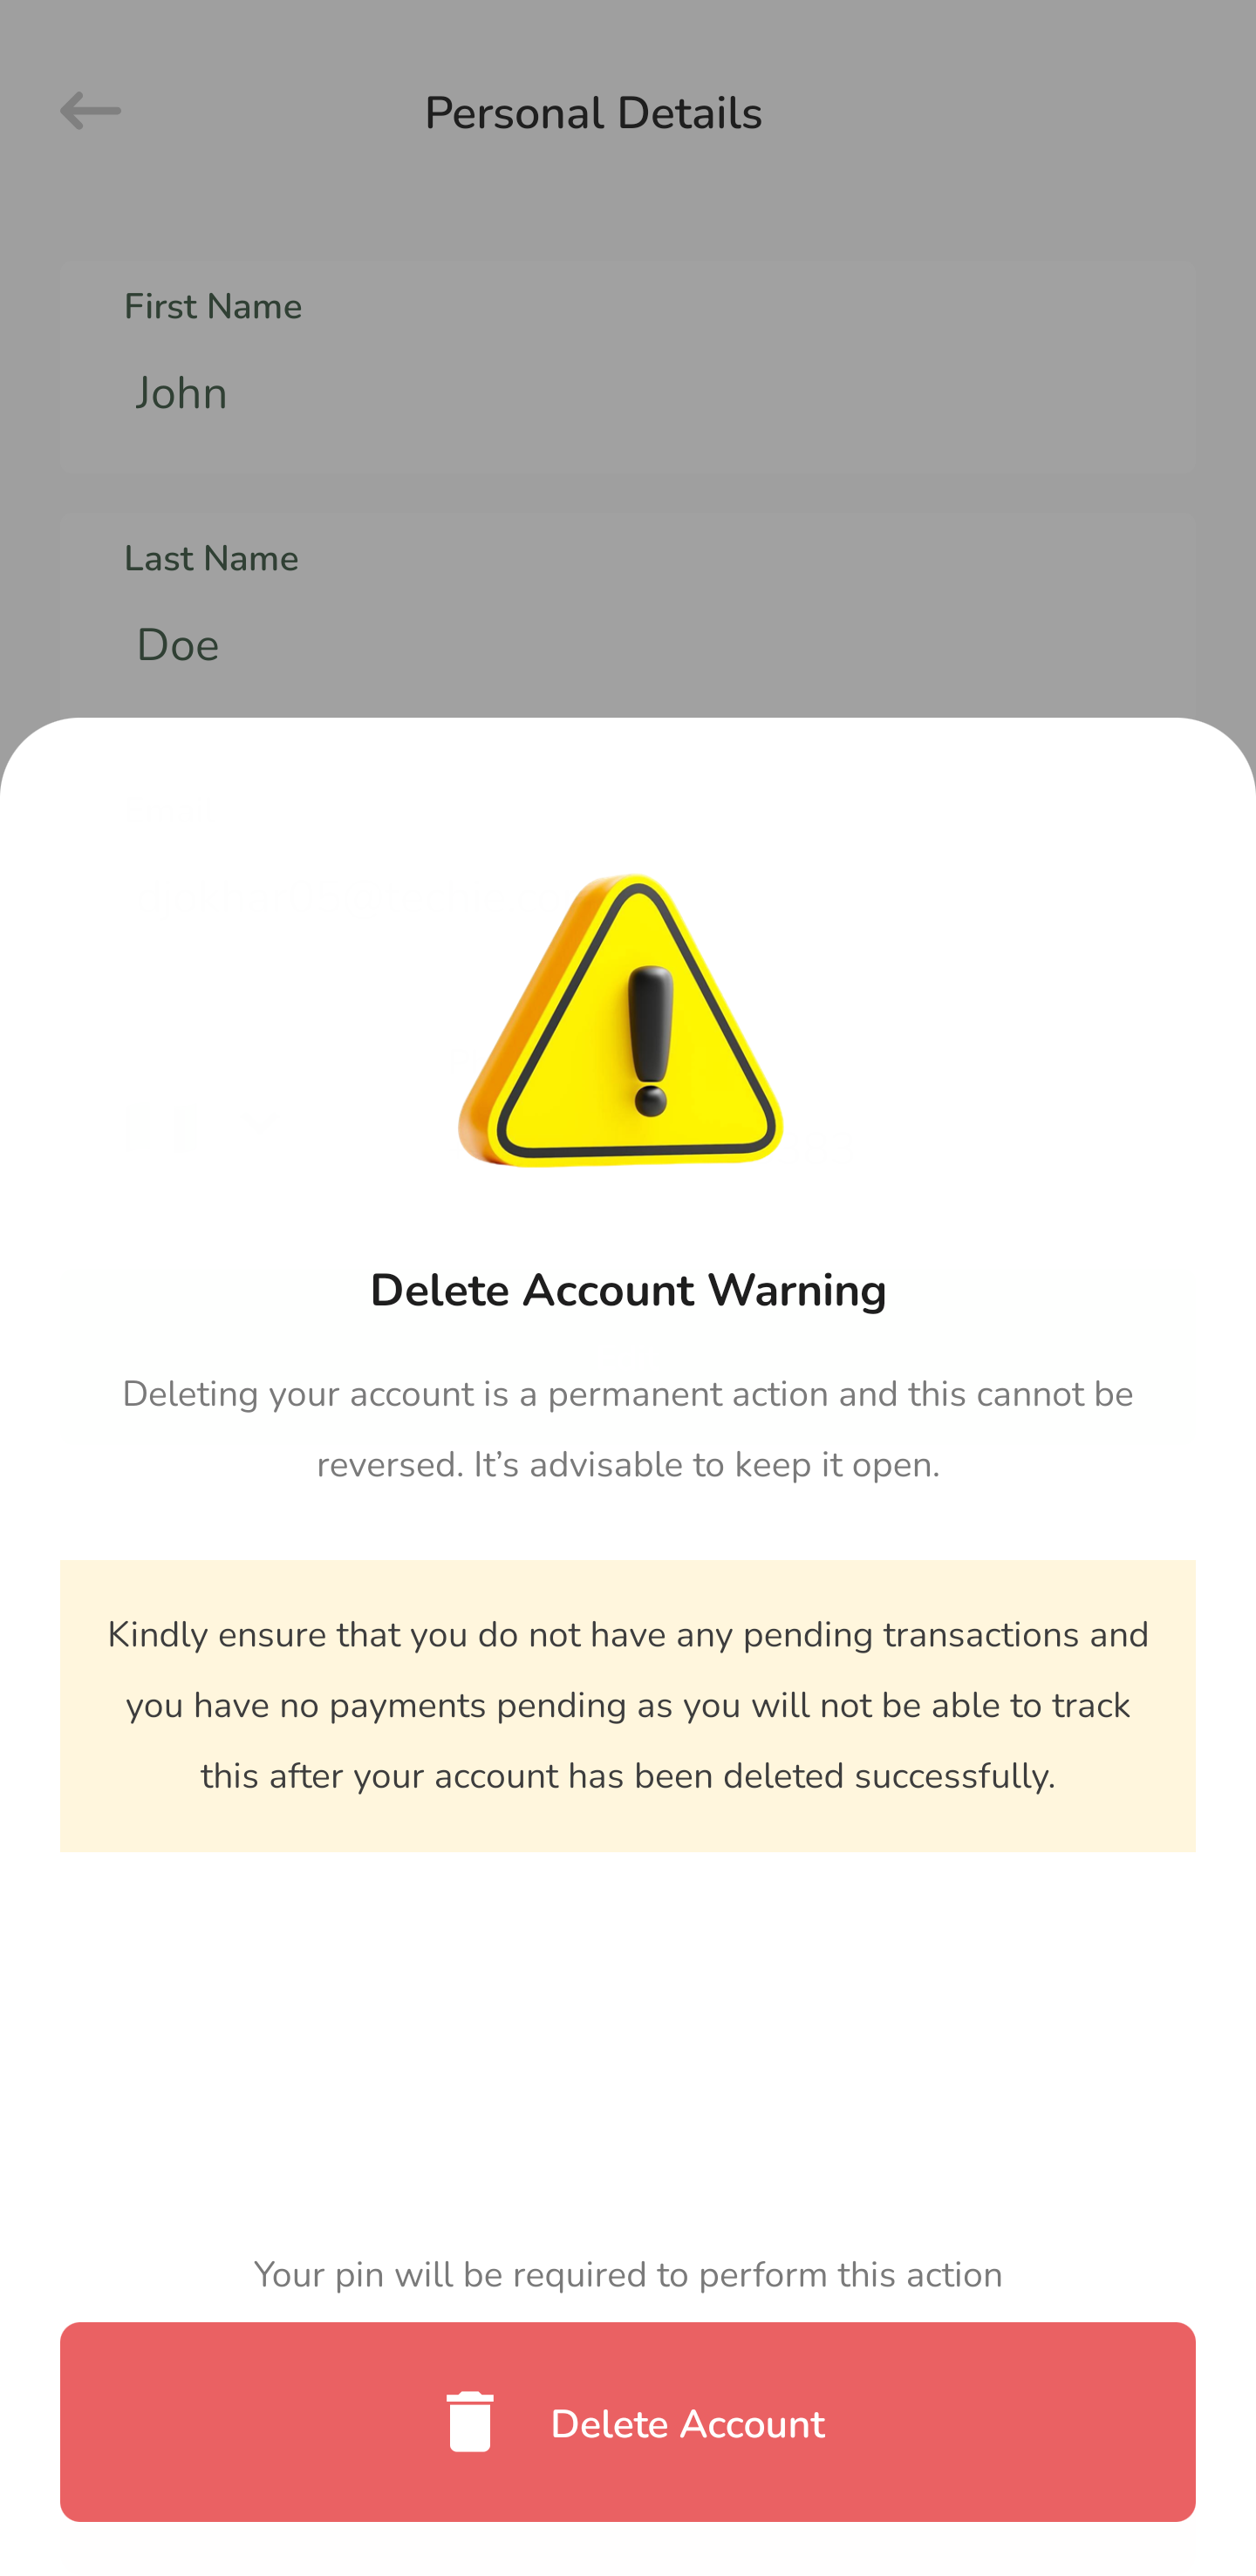 Personal Details
First Name
John
Last Name
Doe
Delete Account Warning
Deleting your account is a permanent action and this cannot be
reversed. It’s advisable to keep it open.
Kindly ensure that you do not have any pending transactions and
you have no payments pending as you will not be able to track
this after your account has been deleted successfully.
Your pin will be required to perform this action
Delete Account